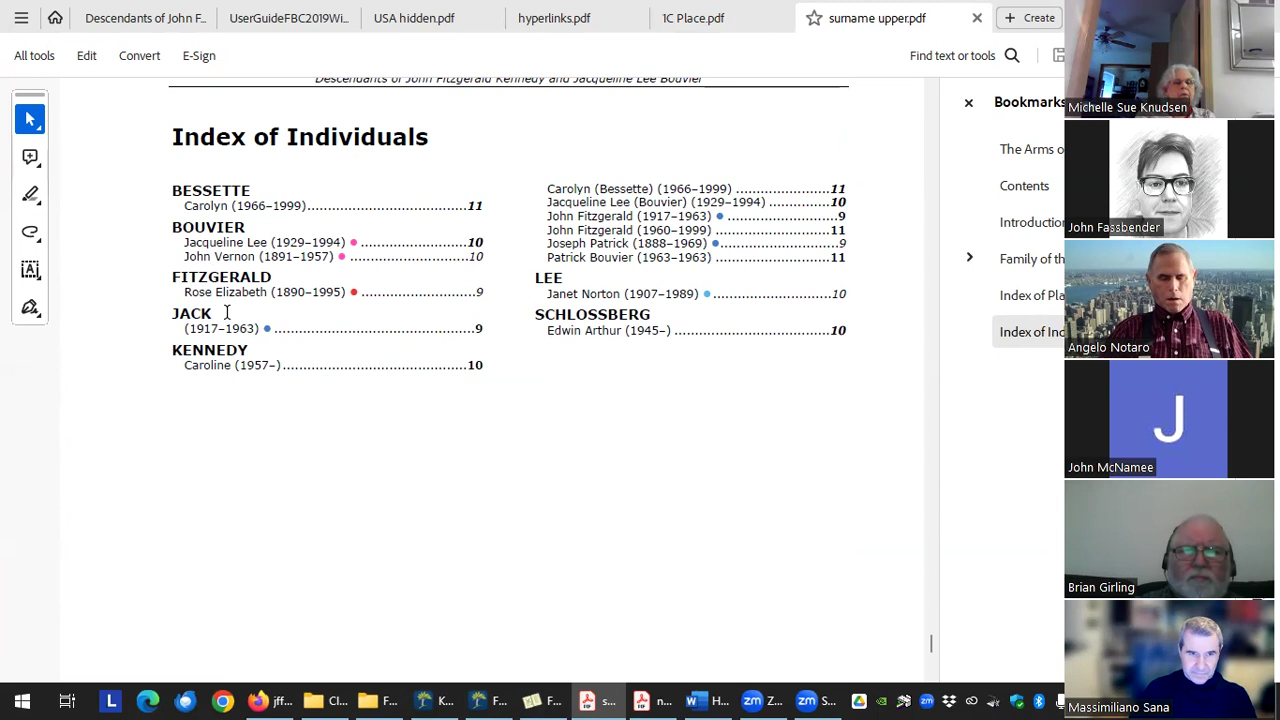 Descendants of John F...
UserGuideFBC2019Wi...
USA hidden.pdf
hyperlinks.pdf
1C Place.pdf
surname upper.pdf
Create
All tools
Edit
Convert
E-Sign
Find text or tools
Descendants of John Fitzgerald Kennedy and Jacqueline Lee Bouvier
Index of Individuals
BESSETTE
Carolyn (1966–1999)..................................11
BOUVIER
Jacqueline Lee (1929–1994) ..........................10
John Vernon (1891–1957) ..............................10
FITZGERALD
Rose Elizabeth (1890–1995) ............................9
JACK
(1917–1963) ..............................................9
KENNEDY
Caroline (1957–)........................................10
Carolyn (Bessette) (1966–1999) ......................11
Jacqueline Lee (Bouvier) (1929–1994) ................10
John Fitzgerald (1917–1963) ..........................9
John Fitzgerald (1960–1999) ..........................11
Joseph Patrick (1888–1969) ............................9
Patrick Bouvier (1963–1963) ..........................11
LEE
Janet Norton (1907–1989) ..............................10
SCHLOSSBERG
Edwin Arthur (1945–) ..................................10
Bookmarks
The Arms o
Contents
Introduction
Family of the
Index of Pla
Index of Ind
Michelle Sue Knudsen
John Fassbender
Angelo Notaro
J
John McNamee
Brian Girling
Massimiliano Sana
L
jff...
Cl...
F...
K...
F...
F...
s...
n...
H...
Z...
S...